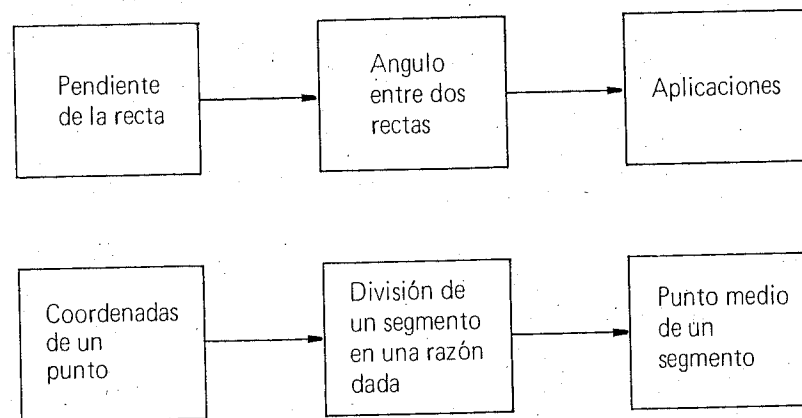 Pendiente
de la recta
Angulo
entre dos
rectas
Aplicaciones
Coordenadas
de un
punto
División de
un segmento
en una razón
dada
Punto medio
de un
segmento